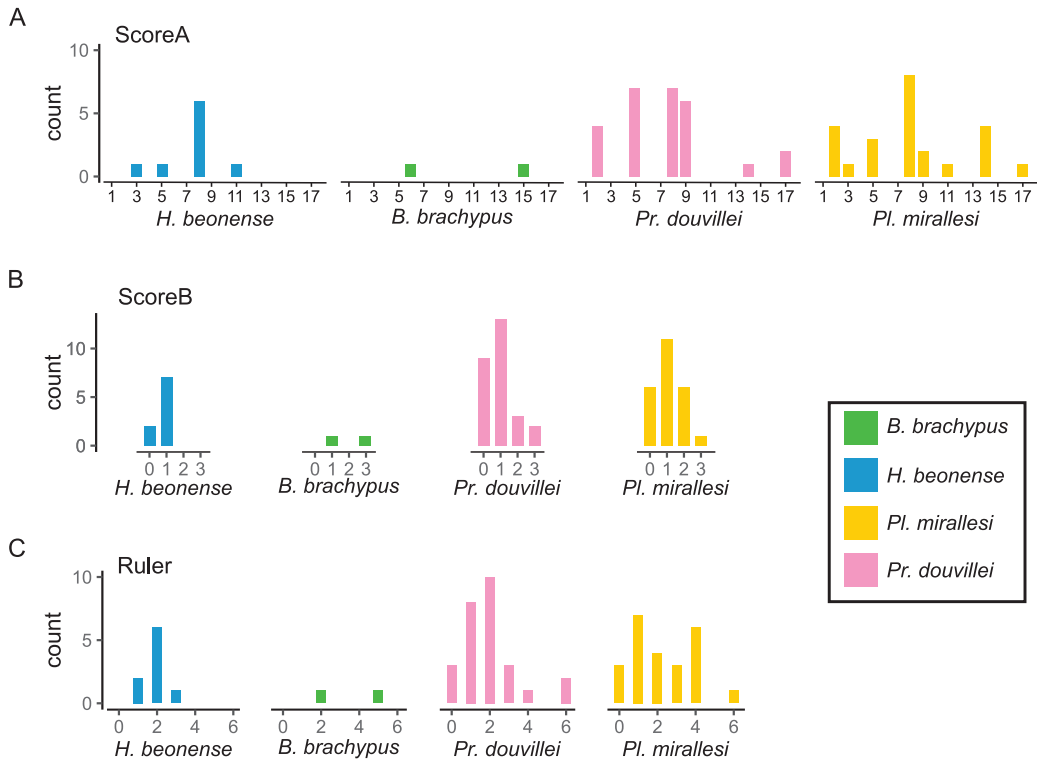 A
ScoreA
10
5
0
count
1 3 5 7 9 11 13 15 17
1 3 5 7 9 11 13 15 17
1 3 5 7 9 11 13 15 17
1 3 5 7 9 11 13 15 17
H. beonense
B. brachypus
Pr. douvillei
Pl. mirallesi
B
ScoreB
10
5
0
count
0 1 2 3
0 1 2 3
0 1 2 3
0 1 2 3
H. beonense
B. brachypus
Pr. douvillei
Pl. mirallesi
B. brachypus
H. beonense
Pl. mirallesi
Pr. douvillei
C
Ruler
10
5
0
count
0 2 4 6
0 2 4 6
0 2 4 6
0 2 4 6
H. beonense
B. brachypus
Pr. douvillei
Pl. mirallesi